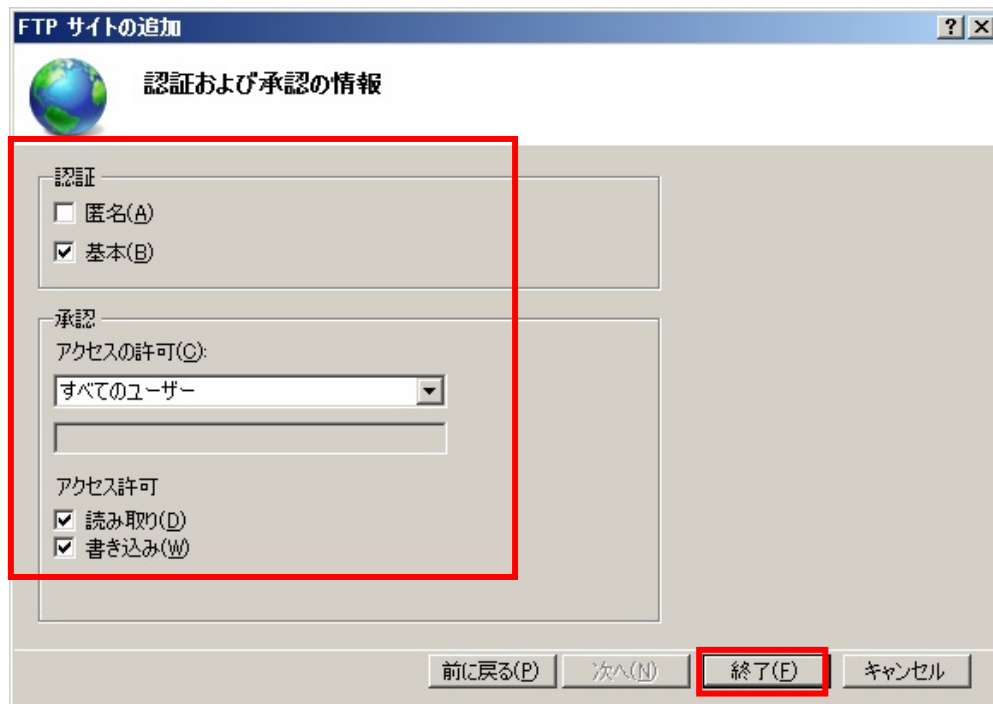 FTP サイトの追加
認証および承認の情報
認証
匿名(A)
基本(B)
承認
アクセスの許可(C):
すべてのユーザー
アクセス許可
読み取り(D)
書き込み(W)
前に戻る(P) 次へ(N) 終了(F) キャンセル